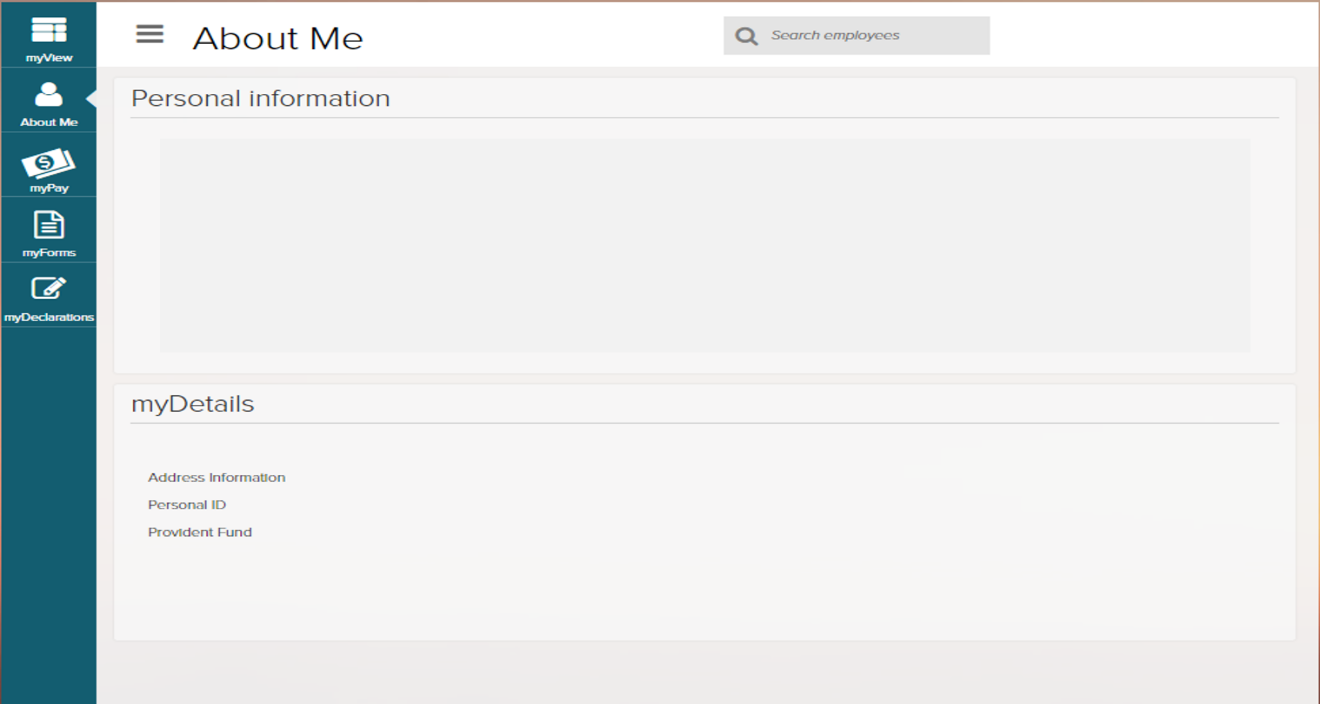 myView
About Me
myPay
myForms
myDeclarations
About Me
Search employees
Personal information
myDetails
Address Information
Personal ID
Provident Fund